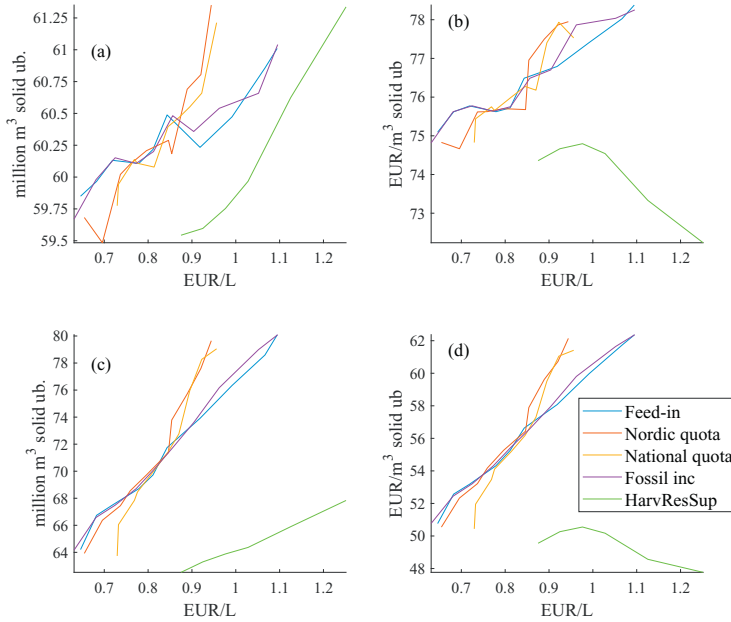 (a)
million m³ solid ub.
61.25
61
60.75
60.5
60.25
60
59.75
59.5
0.7 0.8 0.9 1 1.1 1.2
EUR/L
(b)
EUR/m³ solid ub
78
77
76
75
74
73
72
0.7 0.8 0.9 1 1.1 1.2
EUR/L
(c)
million m³ solid ub.
80
78
76
74
72
70
68
66
64
0.7 0.8 0.9 1 1.1 1.2
EUR/L
(d)
EUR/m³ solid ub
62
60
58
56
54
52
50
48
0.7 0.8 0.9 1 1.1 1.2
EUR/L
Feed-in
Nordic quota
National quota
Fossil inc
HarvResSup